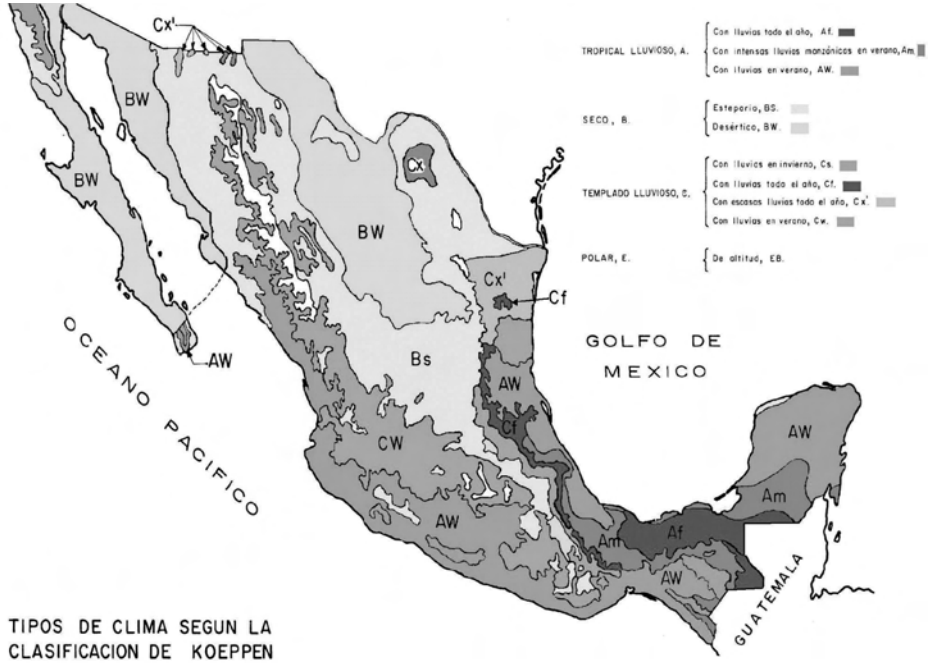 Cx'
TROPICAL LLUVIOSO, A.
Con lluvias todo el año, Af.
Con intensas lluvias monzónicas en verano, Am.
Con lluvias en verano, AW.
SECO, B.
Estepario, BS.
Desértico, BW.
TEMPLADO LLUVIOSO, C.
Con lluvias en invierno, Cs.
Con lluvias todo el año, Cf.
Con escasas lluvias todo el año, Cx'.
Con lluvias en verano, Cw.
POLAR, E.
De altitud, EB.
BW
BW
BW
Cx
BW
Cx'
Cf
AW
Bs
AW
Cf
CW
AW
Am
Af
AW
Am
AW
OCEANO PACIFICO
GOLFO DE
MEXICO
GUATEMALA
TIPOS DE CLIMA SEGUN LA
CLASIFICACION DE KOEPPEN